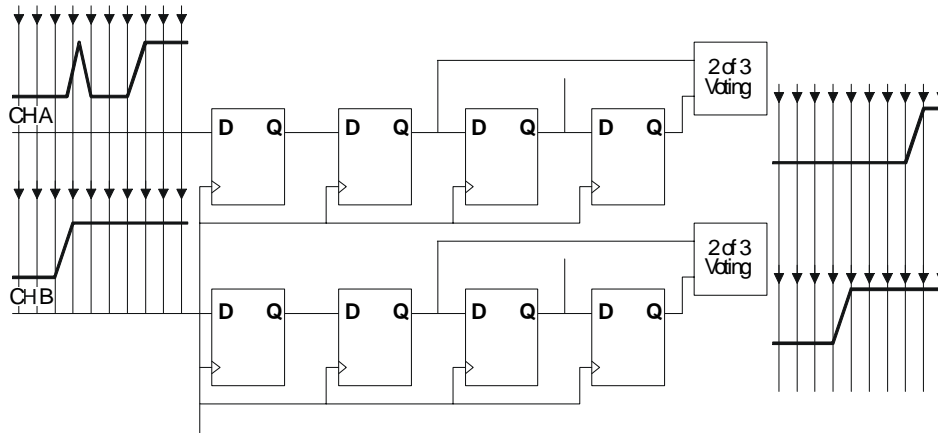 2 of 3
Voting
CHA
D Q D Q D Q D Q
2 of 3
Voting
CHB
D Q D Q D Q D Q